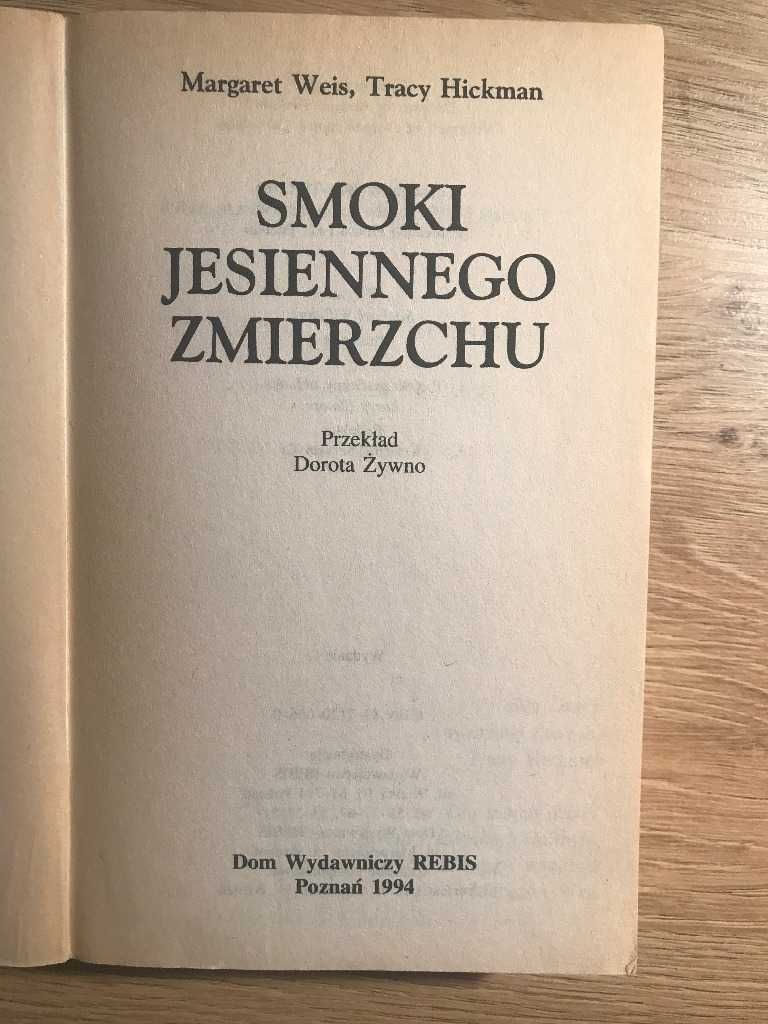 Margaret Weis, Tracy Hickman
SMOKI
JESIENNEGO
ZMIERZCHU
Przekład
Dorota Żywno
Dom Wydawniczy REBIS
Poznań 1994